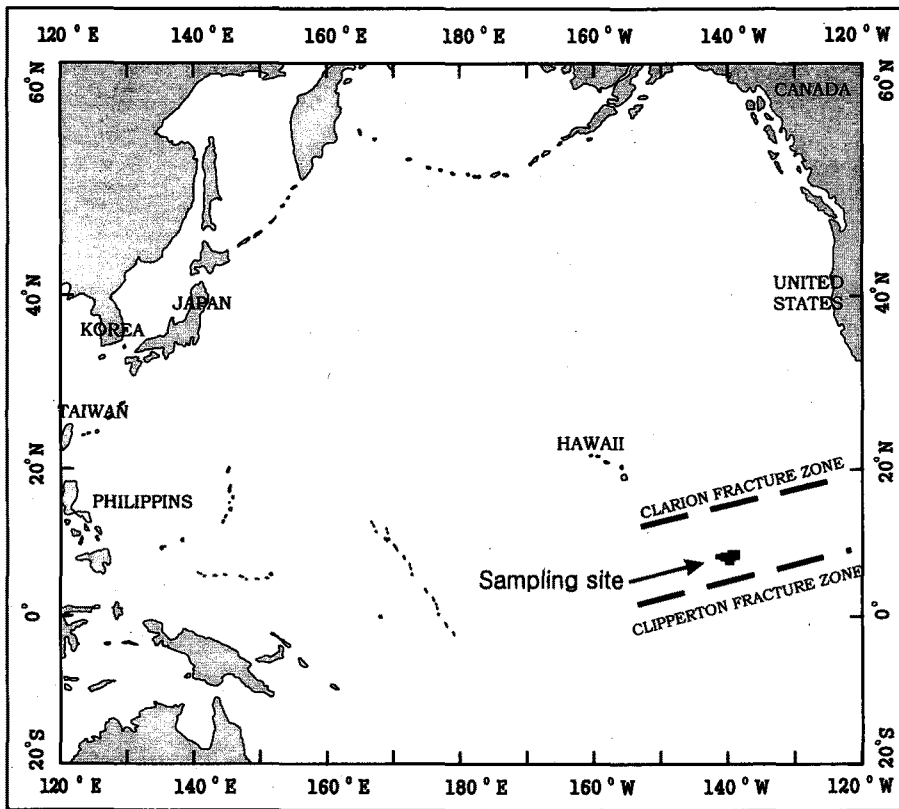 120°E 140°E 160°E 180°E 160°W 140°W 120°W
60°N 60°N
CANADA
40°N JAPAN UNITED 40°N
STATES
KOREA
TAIWAN
HAWAII
20°N 20°N
CLARION FRACTURE ZONE
PHILIPPINS
Sampling site
0° CLIPPERTON FRACTURE ZONE 0°
20°S 20°S
120°E 140°E 160°E 180°E 160°W 140°W 120°W